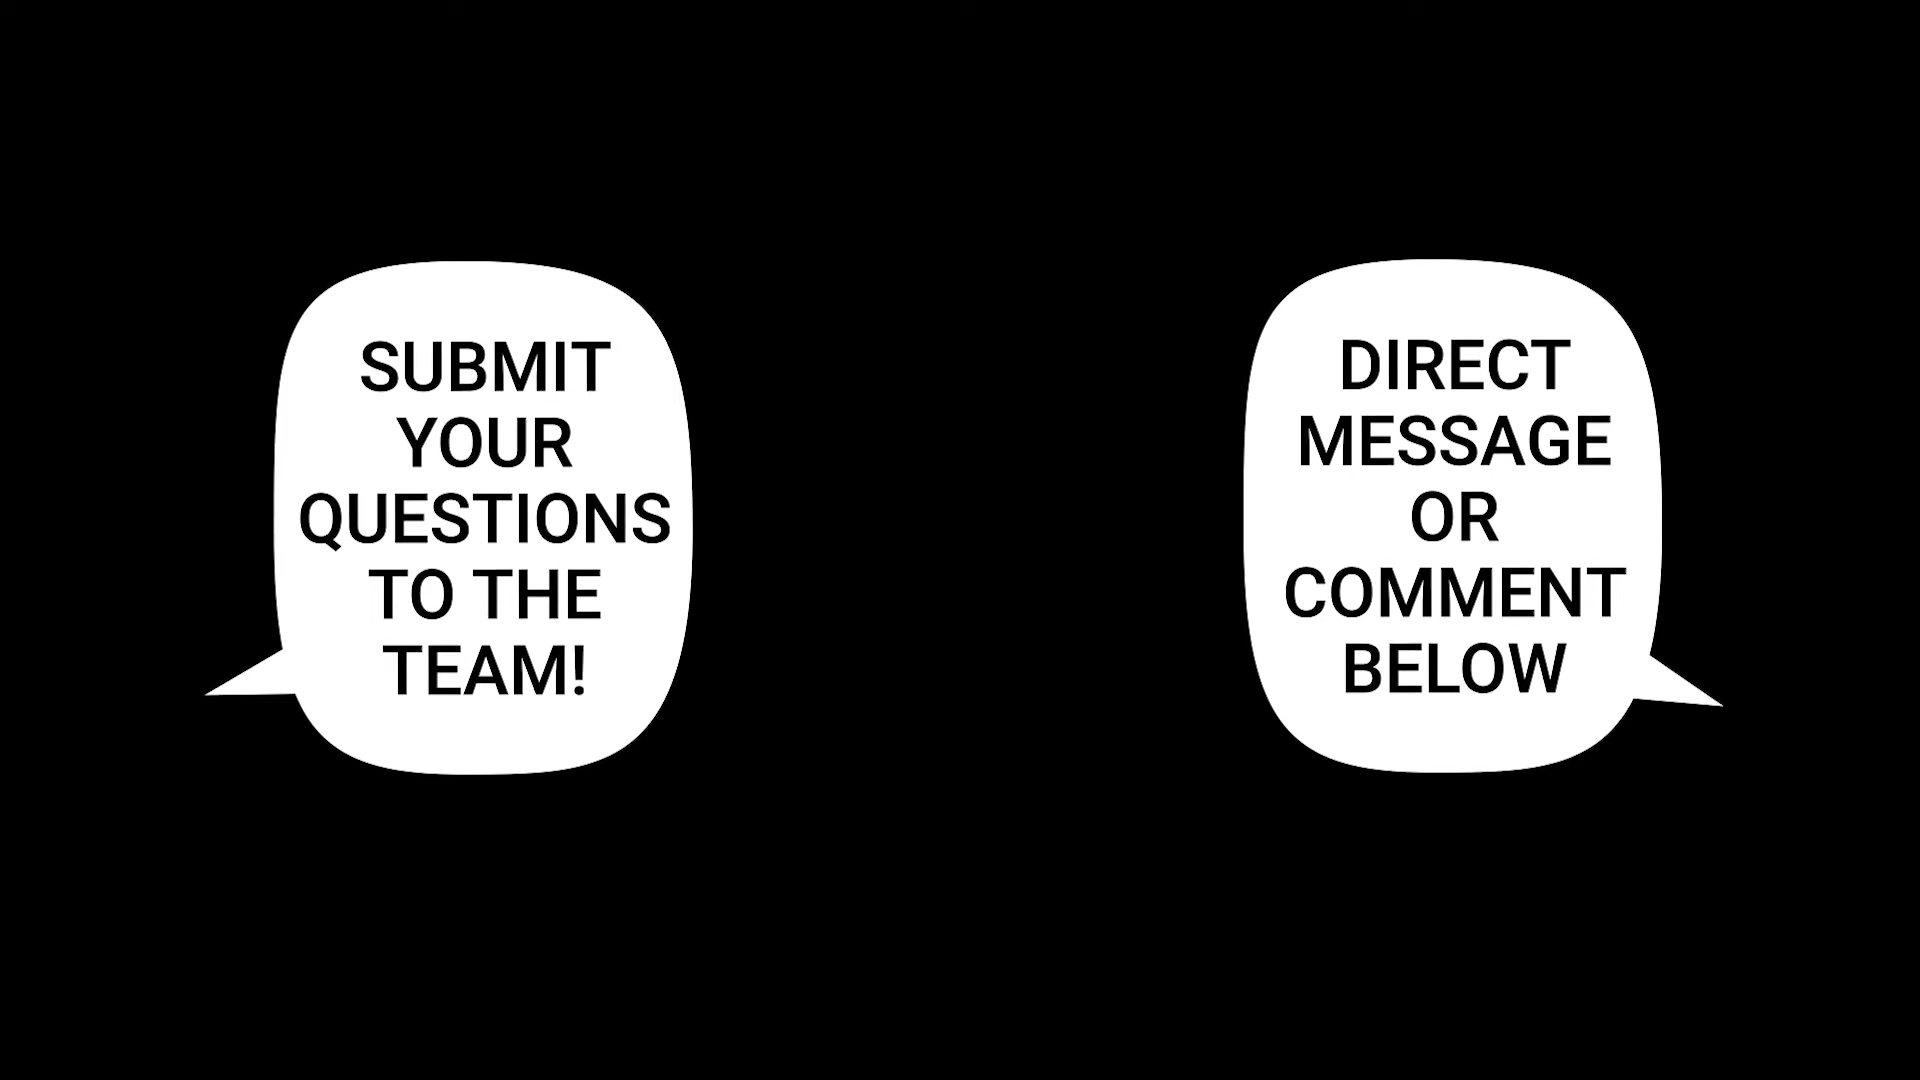 SUBMIT
YOUR
QUESTIONS
TO THE
TEAM!
DIRECT
MESSAGE
OR
COMMENT
BELOW